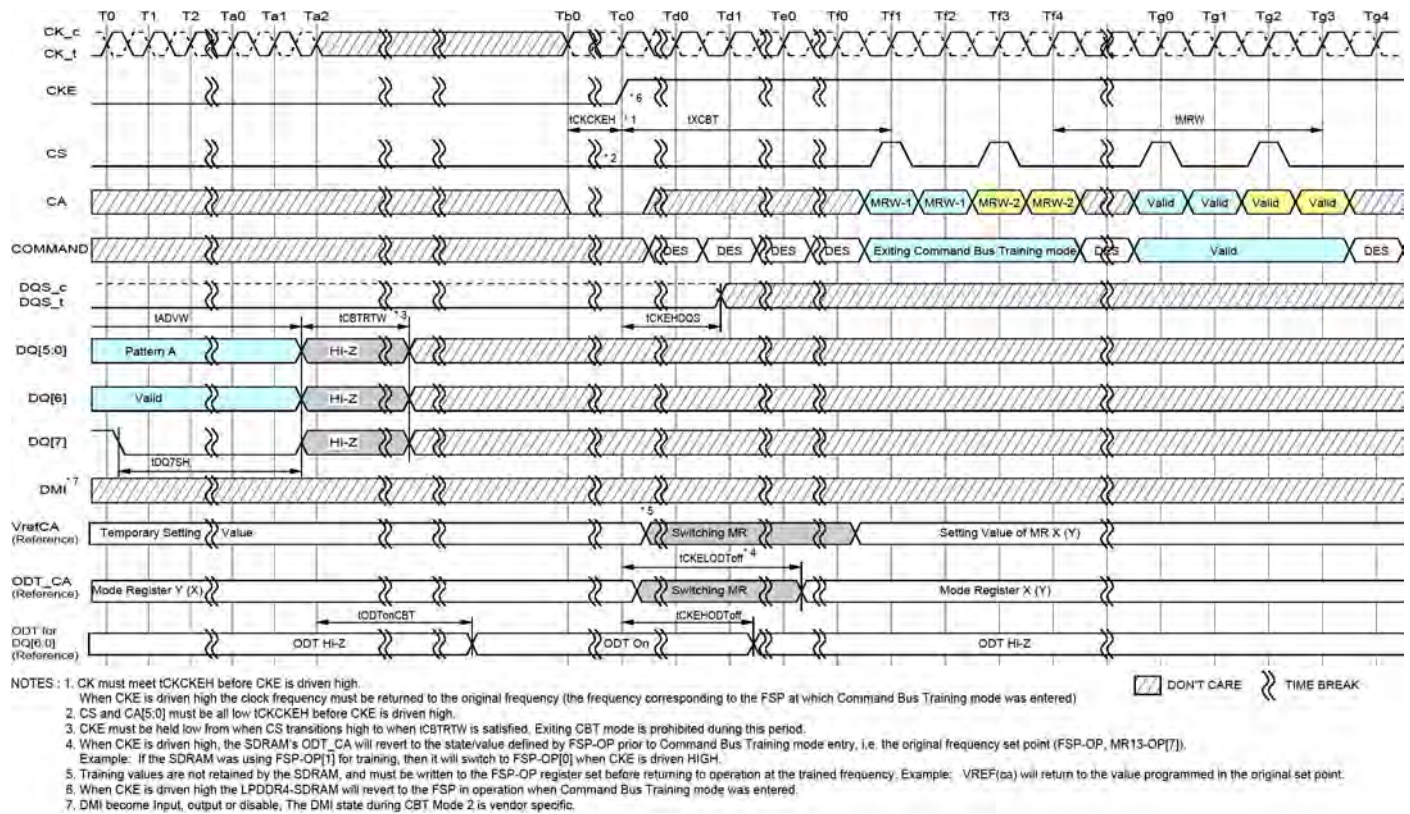 T0 T1 T2 Ta0 Ta1 Ta2 Tb0 Tc0 Td0 Td1 Te0 Tf0 Tf1 Tf2 Tf3 Tf4 Tg0 Tg1 Tg2 Tg3 Tg4
CK_c
CK_t
CKE
*6
tCKCKEH *1 tXCBT tMRW
CS
*2
CA MRW-1 MRW-1 MRW-2 MRW-2 Valid Valid Valid Valid
COMMAND DES DES DES DES Exiting Command Bus Training mode DES Valid DES
DQS_c
DQS_t
tADVW tCBTRTW *3 tCKEHDQS
DQ[5:0] Pattern A Hi-Z
DQ[6] Valid Hi-Z
DQ[7] Hi-Z
tDQ7SH
DMI *7
*5
VrefCA
(Reference) Temporary Setting Value Switching MR Setting Value of MR X (Y)
tCKELODToff *4
ODT_CA
(Reference) Mode Register Y (X) Switching MR Mode Register X (Y)
tODTonCBT tCKEHODToff
ODT for
DQ[6:0]
(Reference) ODT Hi-Z ODT On ODT Hi-Z
NOTES : 1. CK must meet tCKCKEH before CKE is driven high.
When CKE is driven high the clock frequency must be returned to the original frequency (the frequency corresponding to the FSP at which Command Bus Training mode was entered)
DON'T CARE TIME BREAK
2. CS and CA[5:0] must be all low tCKCKEH before CKE is driven high.
3. CKE must be held low from when CS transitions high to when tCBTRTW is satisfied. Exiting CBT mode is prohibited during this period.
4. When CKE is driven high, the SDRAM's ODT_CA will revert to the state/value defined by FSP-OP prior to Command Bus Training mode entry, i.e. the original frequency set point (FSP-OP, MR13-OP[7]).
Example: If the SDRAM was using FSP-OP[1] for training, then it will switch to FSP-OP[0] when CKE is driven HIGH.
5. Training values are not retained by the SDRAM, and must be written to the FSP-OP register set before returning to operation at the trained frequency. Example: VREF(ca) will return to the value programmed in the original set point.
6. When CKE is driven high the LPDDR4-SDRAM will revert to the FSP in operation when Command Bus Training mode was entered.
7. DMI become Input, output or disable, The DMI state during CBT Mode 2 is vendor specific.